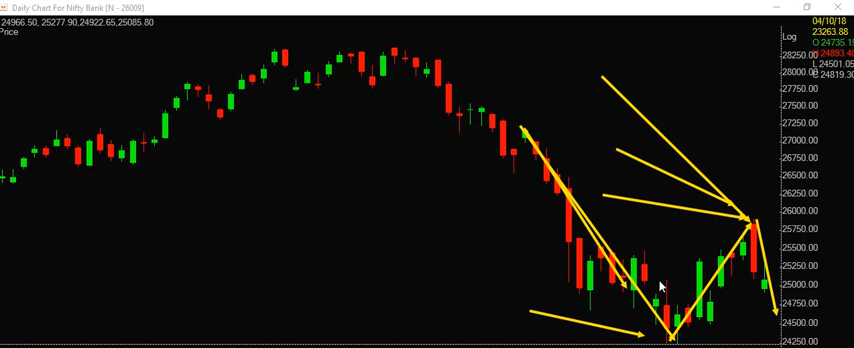 Daily Chart For Nifty Bank [N - 26009]
24966.50, 25277.90,24922.65,25085.80
Price
04/10/18
23263.88
O 24735.15
H 24893.40
L 24501.05
C 24819.30
Log
28250.00
28000.00
27750.00
27500.00
27250.00
27000.00
26750.00
26500.00
26250.00
26000.00
25750.00
25500.00
25250.00
25000.00
24750.00
24500.00
24250.00